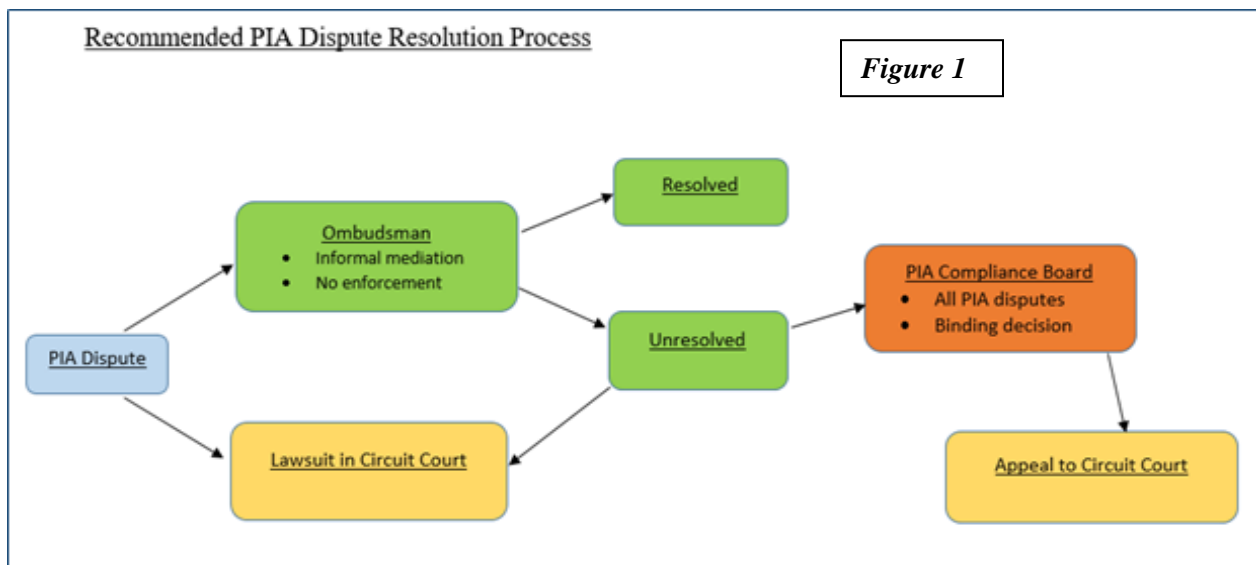 Recommended PIA Dispute Resolution Process
Figure 1
Resolved
Ombudsman
• Informal mediation
• No enforcement
PIA Compliance Board
• All PIA disputes
• Binding decision
Unresolved
PIA Dispute
Lawsuit in Circuit Court
Appeal to Circuit Court